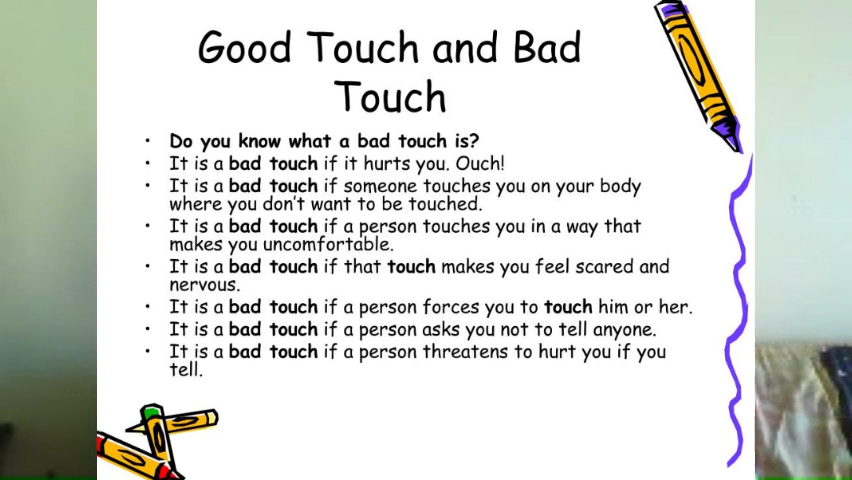 Good Touch and Bad
Touch
• Do you know what a bad touch is?
• It is a bad touch if it hurts you. Ouch!
• It is a bad touch if someone touches you on your body
where you don't want to be touched.
• It is a bad touch if a person touches you in a way that
makes you uncomfortable.
• It is a bad touch if that touch makes you feel scared and
nervous.
• It is a bad touch if a person forces you to touch him or her.
• It is a bad touch if a person asks you not to tell anyone.
• It is a bad touch if a person threatens to hurt you if you
tell.